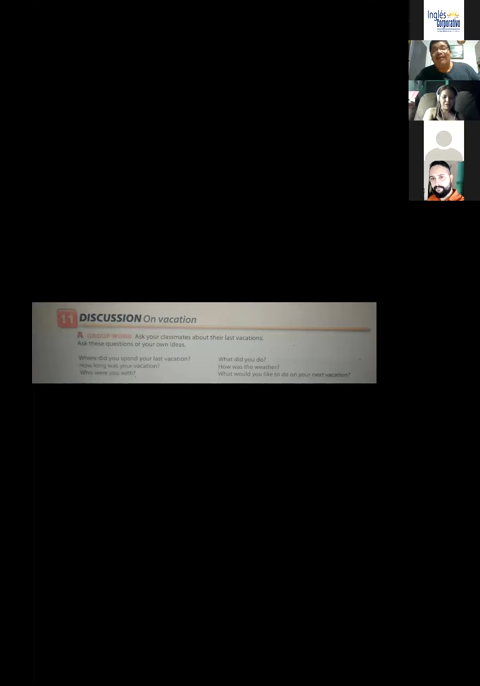 Inglés
Corporativo
11 DISCUSSION On vacation
A GROUP WORK Ask your classmates about their last vacations.
Ask these questions or your own ideas.
Where did you spend your last vacation?
How long was your vacation?
Who were you with?
What did you do?
How was the weather?
What would you like to do on your next vacation?